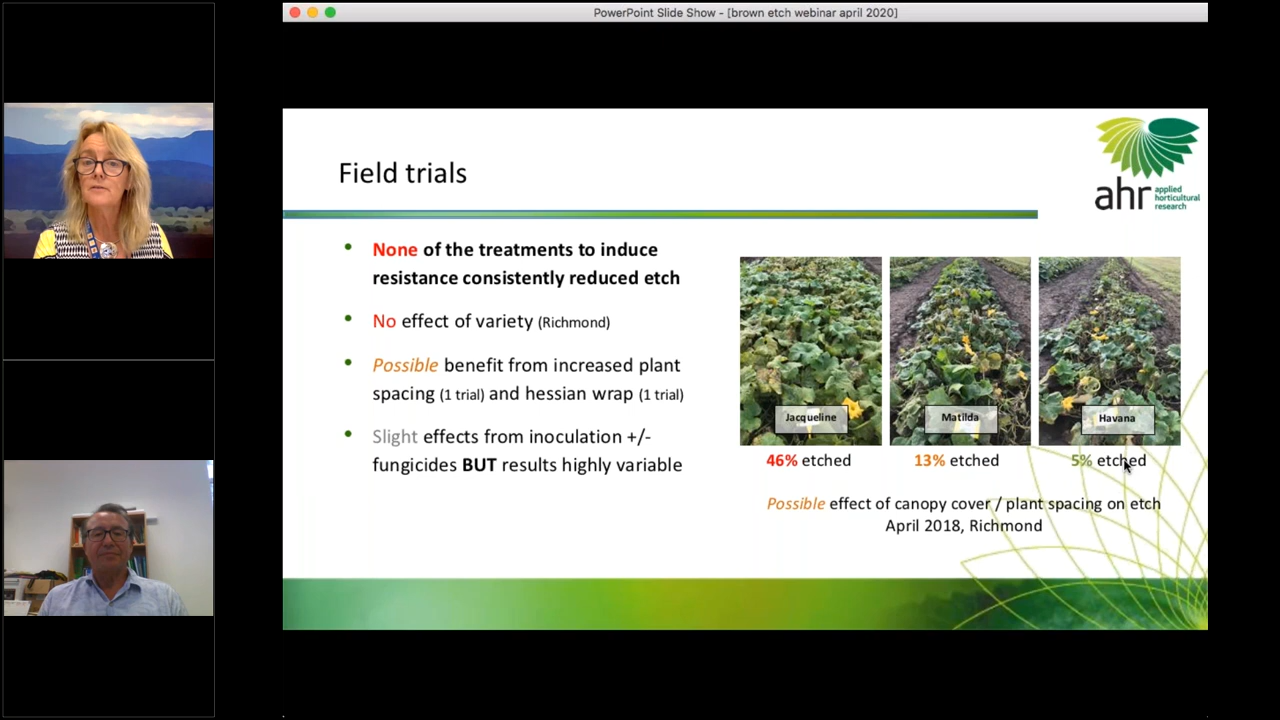 PowerPoint Slide Show - [brown etch webinar april 2020]
ahr applied
horticultural
research
Field trials
• None of the treatments to induce
resistance consistently reduced etch
• No effect of variety (Richmond)
• Possible benefit from increased plant
spacing (1 trial) and hessian wrap (1 trial)
• Slight effects from inoculation +/-
fungicides BUT results highly variable
Jacqueline
Matilda
Havana
46% etched
13% etched
5% etched
Possible effect of canopy cover / plant spacing on etch
April 2018, Richmond